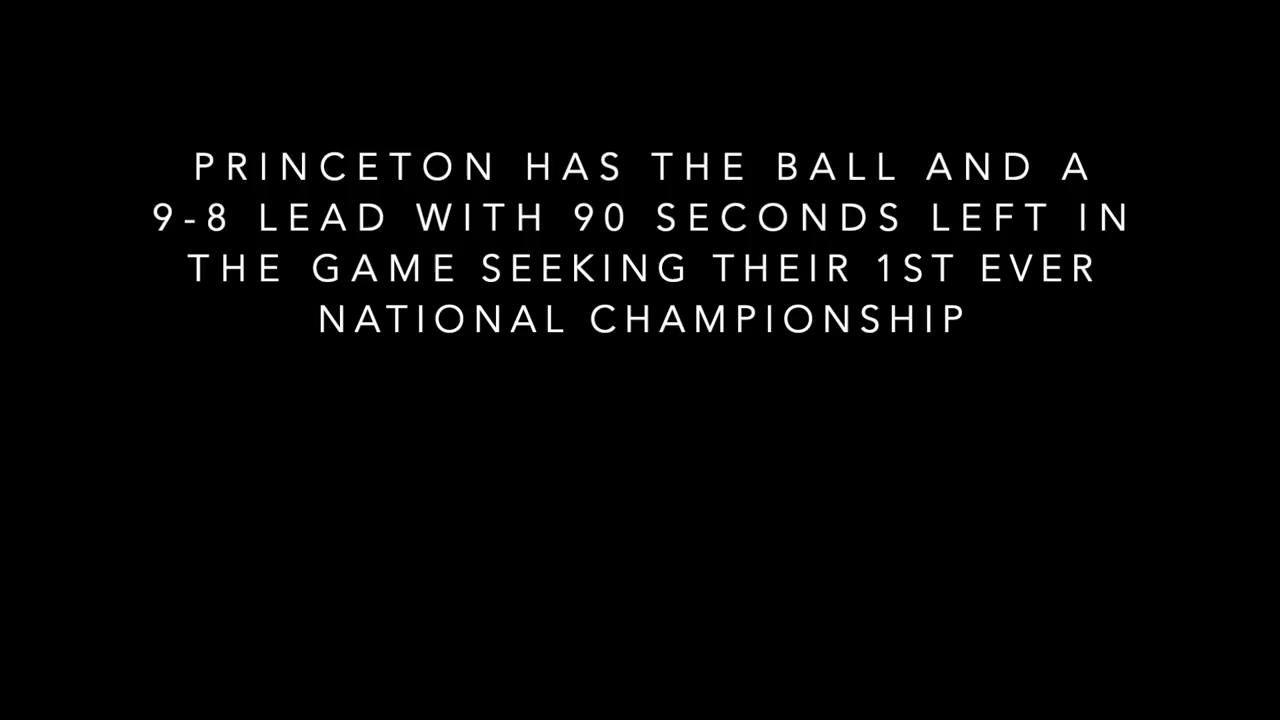 PRINCETON HAS THE BALL AND A
9-8 LEAD WITH 90 SECONDS LEFT IN
THE GAME SEEKING THEIR 1ST EVER
NATIONAL CHAMPIONSHIP